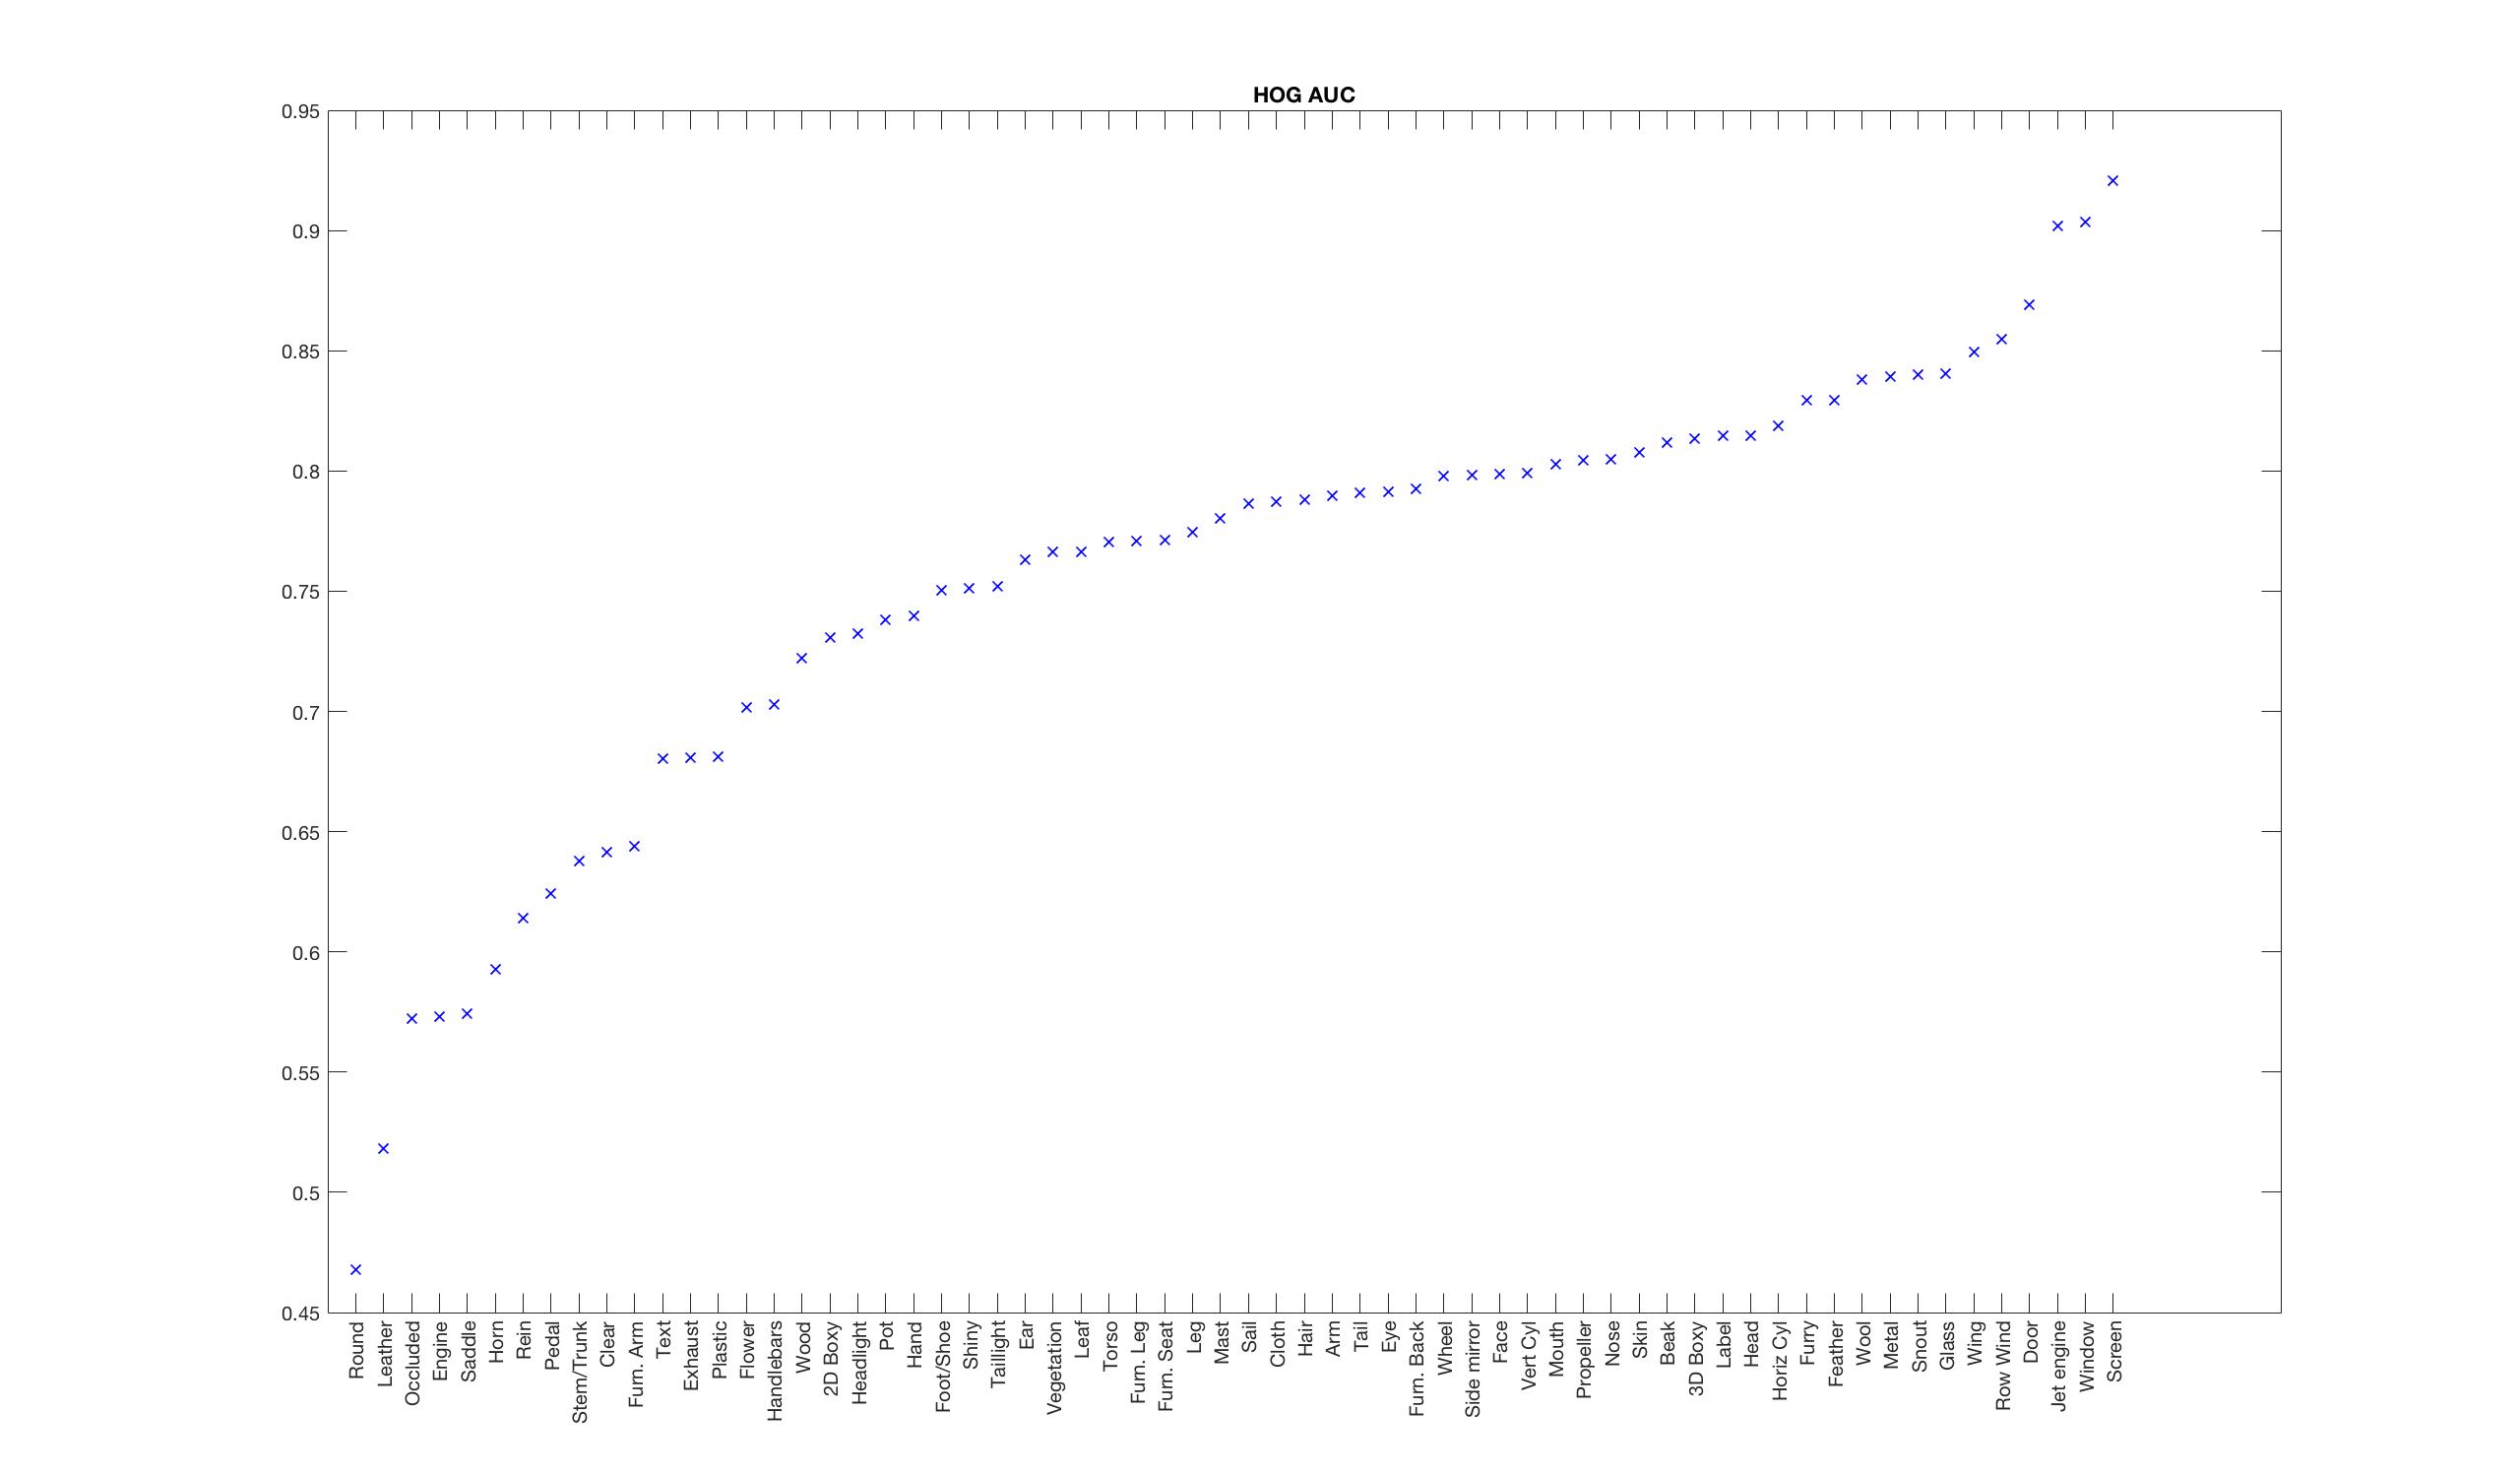 HOG AUC
0.95
0.9
0.85
0.8
0.75
0.7
0.65
0.6
0.55
0.5
0.45
Round
Leather
Occluded
Engine
Saddle
Horn
Rein
Pedal
Stem/Trunk
Clear
Furn. Arm
Text
Exhaust
Plastic
Flower
Handlebars
Wood
2D Boxy
Headlight
Pot
Hand
Foot/Shoe
Shiny
Taillight
Ear
Vegetation
Leaf
Torso
Furn. Leg
Furn. Seat
Leg
Mast
Sail
Cloth
Hair
Arm
Tail
Eye
Furn. Back
Wheel
Side mirror
Face
Vert Cyl
Mouth
Propeller
Nose
Skin
Beak
3D Boxy
Label
Head
Horiz Cyl
Furry
Feather
Wool
Metal
Snout
Glass
Wing
Row Wind
Door
Jet engine
Window
Screen